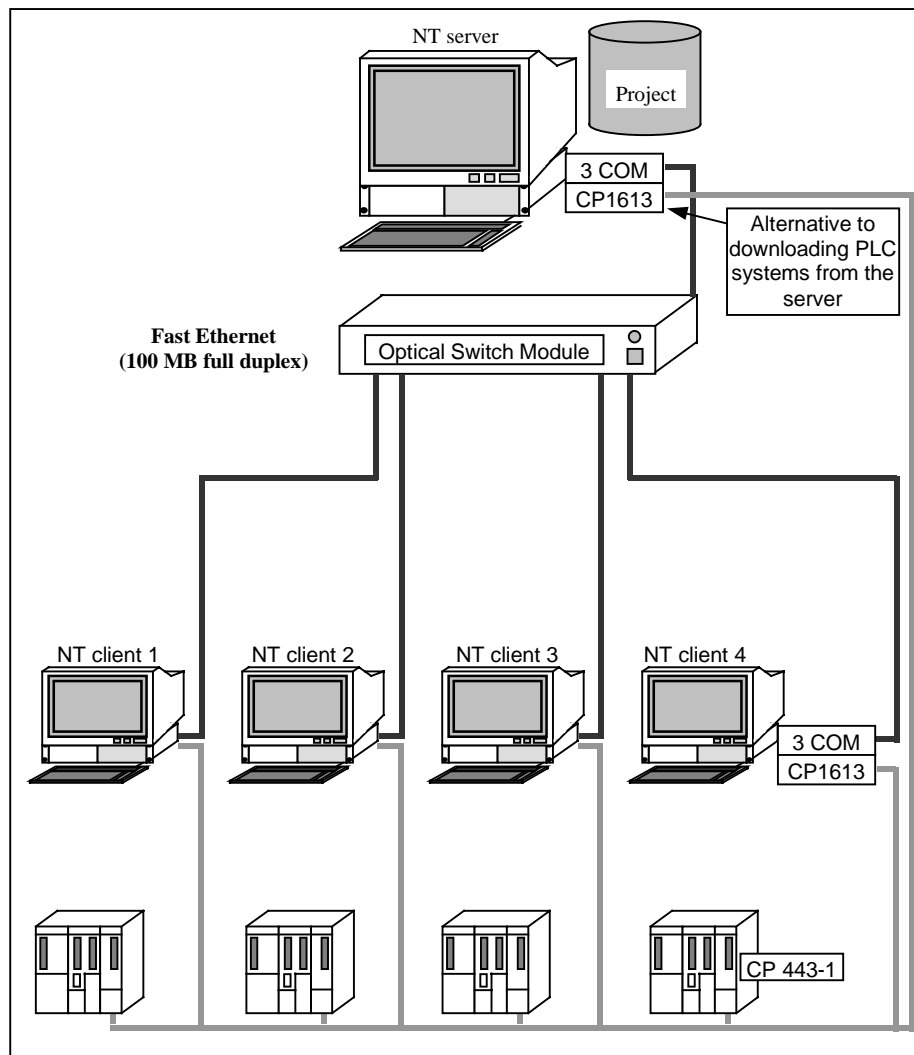 NT server
Project
3 COM
CP1613
Alternative to
downloading PLC
systems from the
server
Fast Ethernet
(100 MB full duplex)
Optical Switch Module
NT client 1
NT client 2
NT client 3
NT client 4
3 COM
CP1613
CP 443-1